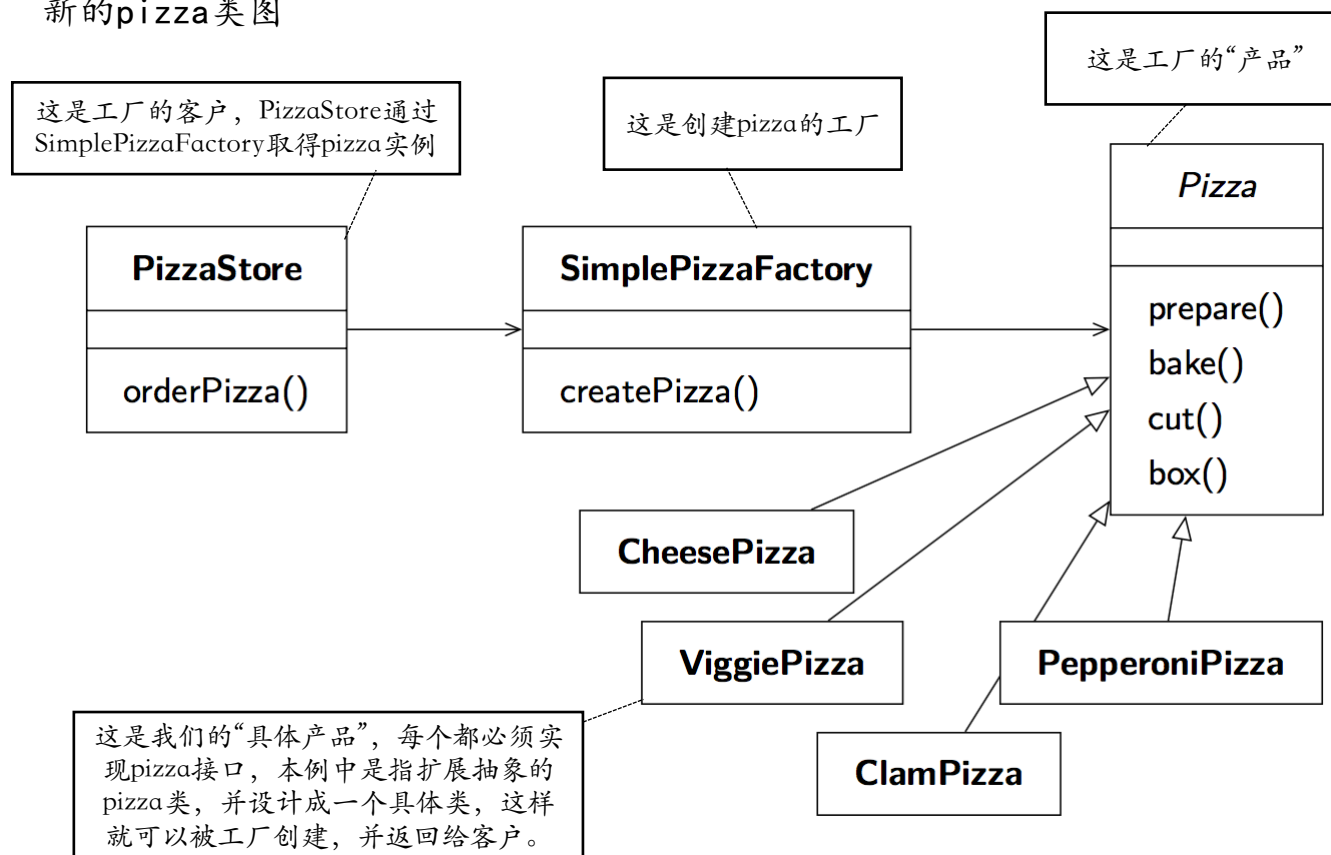 新的pizza类图
这是工厂的“产品”
这是工厂的客户，PizzaStore通过
SimplePizzaFactory取得pizza实例
这是创建pizza的工厂
PizzaStore
orderPizza()
SimplePizzaFactory
createPizza()
Pizza
prepare()
bake()
cut()
box()
CheesePizza
ViggiePizza
PepperoniPizza
ClamPizza
这是我们的“具体产品”，每个都必须实
现pizza接口，本例中是指扩展抽象的
pizza类，并设计成一个具体类，这样
就可以被工厂创建，并返回给客户。